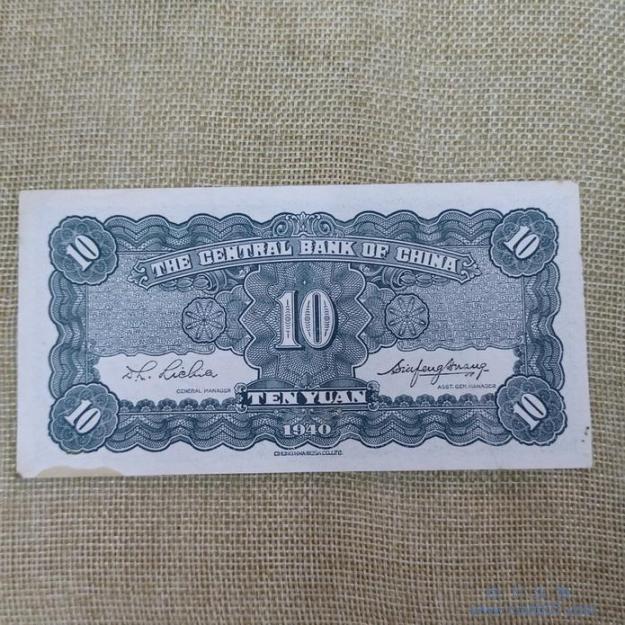 10
10
THE CENTRAL BANK OF CHINA
10
GENERAL MANAGER
ASST. GEN. MANAGER
10
TEN YUAN
10
1940